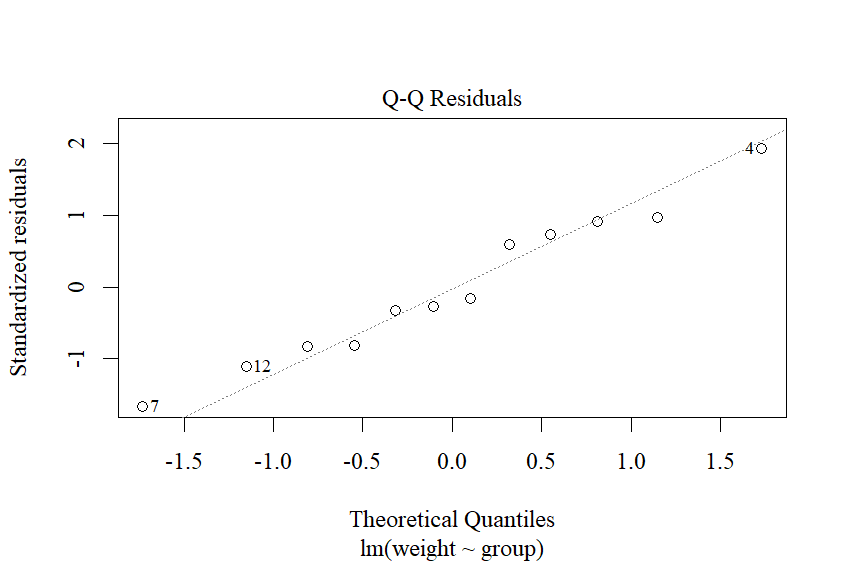 Q-Q Residuals
Standardized residuals
2
1
0
-1
4
12
7
-1.5 -1.0 -0.5 0.0 0.5 1.0 1.5
Theoretical Quantiles
lm(weight ~ group)